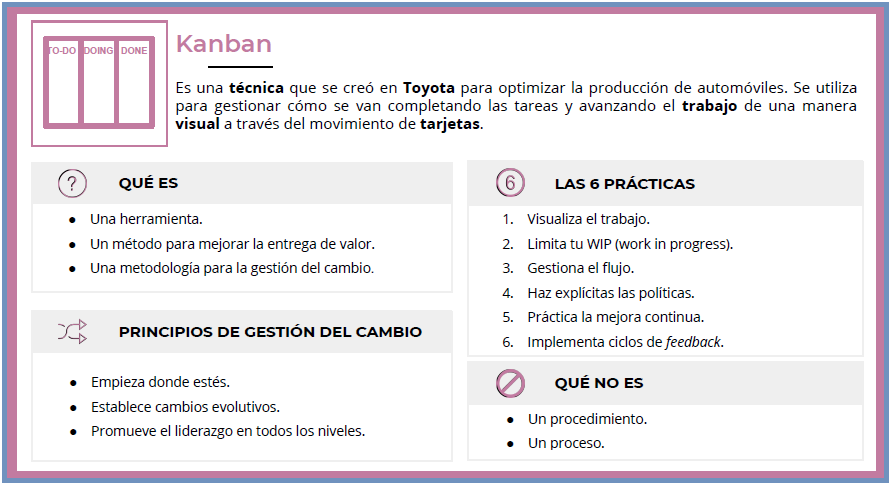 TO-DO DOING DONE
Kanban
Es una técnica que se creó en Toyota para optimizar la producción de automóviles. Se utiliza
para gestionar cómo se van completando las tareas y avanzando el trabajo de una manera
visual a través del movimiento de tarjetas.
QUÉ ES
● Una herramienta.
● Un método para mejorar la entrega de valor.
● Una metodología para la gestión del cambio.
PRINCIPIOS DE GESTIÓN DEL CAMBIO
● Empieza donde estés.
● Establece cambios evolutivos.
● Promueve el liderazgo en todos los niveles.
6 LAS 6 PRÁCTICAS
1. Visualiza el trabajo.
2. Limita tu WIP (work in progress).
3. Gestiona el flujo.
4. Haz explícitas las políticas.
5. Práctica la mejora continua.
6. Implementa ciclos de feedback.
QUÉ NO ES
● Un procedimiento.
● Un proceso.